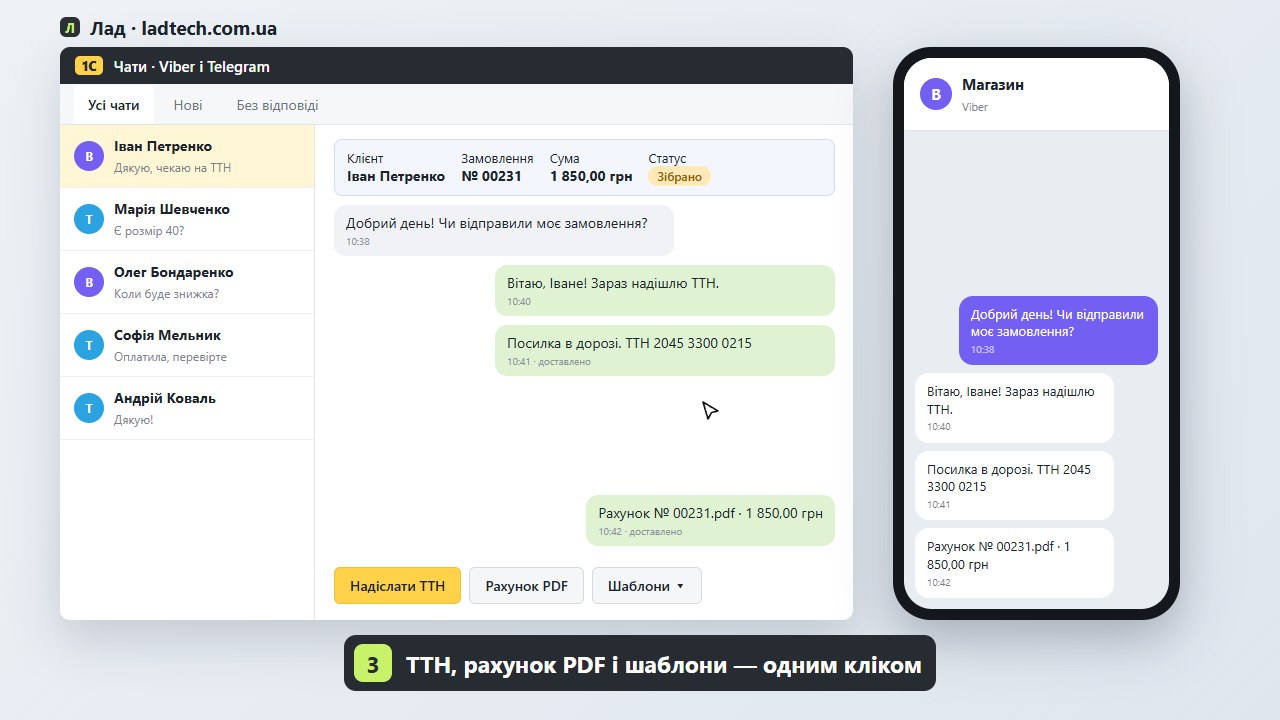 Л Лад · ladtech.com.ua
1С Чати · Viber і Telegram
Усі чати Нові Без відповіді
В Іван Петренко
Дякую, чекаю на ТТН
Т Марія Шевченко
Є розмір 40?
В Олег Бондаренко
Коли буде знижка?
Т Софія Мельник
Оплатила, перевірте
Т Андрій Коваль
Дякую!
Клієнт Замовлення Сума Статус
Іван Петренко № 00231 1 850,00 грн Зібрано
Добрий день! Чи відправили моє замовлення?
10:38
Вітаю, Іване! Зараз надішлю ТТН.
10:40
Посилка в дорозі. ТТН 2045 3300 0215
10:41 · доставлено
Рахунок № 00231.pdf · 1 850,00 грн
10:42 · доставлено
Надіслати ТТН Рахунок PDF Шаблони
В Магазин
Viber
Добрий день! Чи відправили
моє замовлення?
10:38
Вітаю, Іване! Зараз надішлю
ТТН.
10:40
Посилка в дорозі. ТТН 2045
3300 0215
10:41
Рахунок № 00231.pdf · 1
850,00 грн
10:42
3 ТТН, рахунок PDF і шаблони — одним кліком